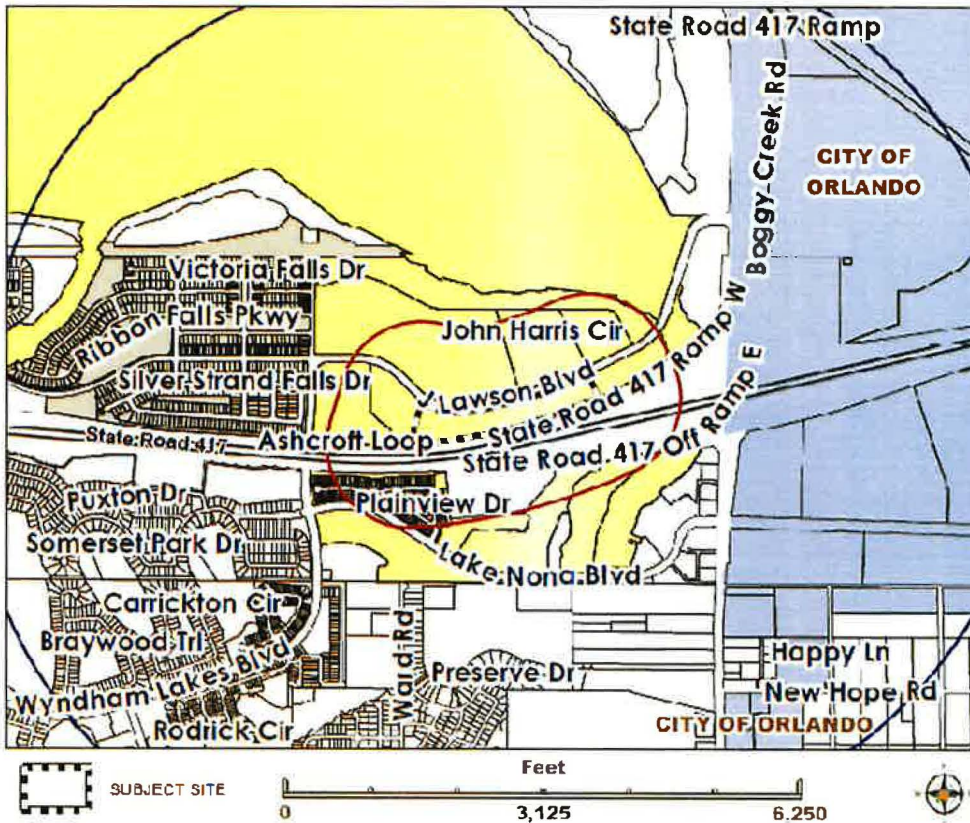 State Road 417 Ramp
Boggy-Creek Rd
CITY OF
ORLANDO
Victoria Falls Dr
Ribbon Falls Pkwy
John Harris Cir
Silver Strand Falls Dr
Lawson Blvd
State Road 417 Ramp W
State Road 417
Ashcroft Loop
State Road 417 Off Ramp E
Puxton Dr
Plainview Dr
Somerset Park Dr
Lake Nona Blvd
Carrickton Cir
Braywood Trl
Ward Rd
Happy Ln
Wyndham Lakes Blvd
Preserve Dr
New Hope Rd
Rodrick Cir
CITY OF ORLANDO
SUBJECT SITE
Feet
0
3,125
6,250